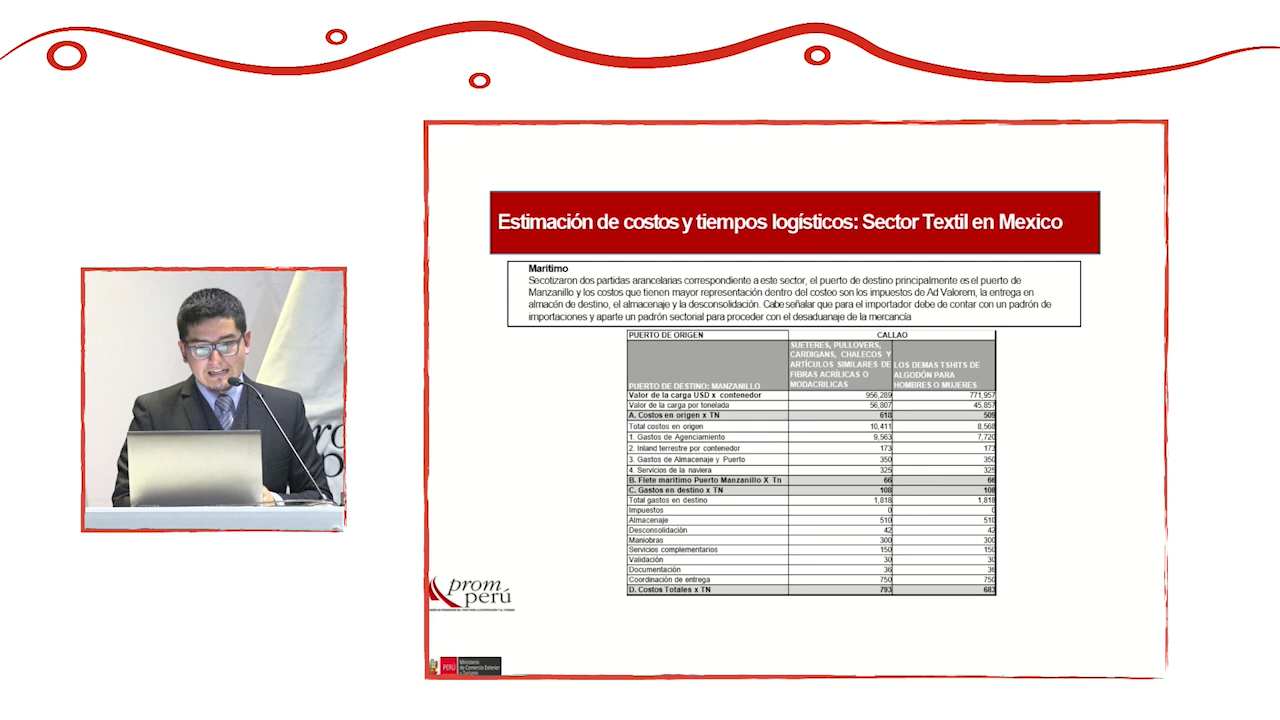 Estimación de costos y tiempos logísticos: Sector Textil en Mexico
Marítimo
Secotizaron dos partidas arancelarias correspondiente a este sector, el puerto de destino principalmente es el puerto de
Manzanillo y los costos que tienen mayor representación dentro del costeo son los impuestos de Ad Valorem, la entrega en
almacén de destino, el almacenaje y la desconsolidación. Cabe señalar que para el importador debe de contar con un padrón de
importaciones y aparte un padrón sectorial para proceder con el desaduanaje de la mercancía
PUERTO DE ORIGEN CALLAO
PUERTO DE DESTINO: MANZANILLO
SUETERES, PULLOVERS,
CARDIGANS, CHALECOS Y
ARTÍCULOS SIMILARES DE
FIBRAS ACRÍLICAS O
MODACRILICAS
LOS DEMAS TSHITS DE
ALGODÓN PARA
HOMBRES O MUJERES
Valor de la carga USD x contenedor 956,289 771,957
Valor de la carga por tonelada 56,807 45,857
A. Costos en origen x TN 618 509
Total costos en origen 10,411 8,568
1. Gastos de Agenciamiento 9,563 7,720
2. Inland terrestre por contenedor 173 173
3. Gastos de Almacenaje y Puerto 350 350
4. Servicios de la naviera 325 325
B. Flete marítimo Puerto Manzanillo X Tn 66 66
C. Gastos en destino x TN 108 108
Total gastos en destino 1,818 1,818
Impuestos 0 0
Almacenaje 510 510
Desconsolidación 42 42
Maniobras 300 300
Servicios complementarios 150 150
Validación 30 30
Documentación 36 36
Coordinación de entrega 750 750
D. Costos Totales x TN 793 683
prom
perú
PERÚ
Ministerio
de Comercio Exterior
y Turismo